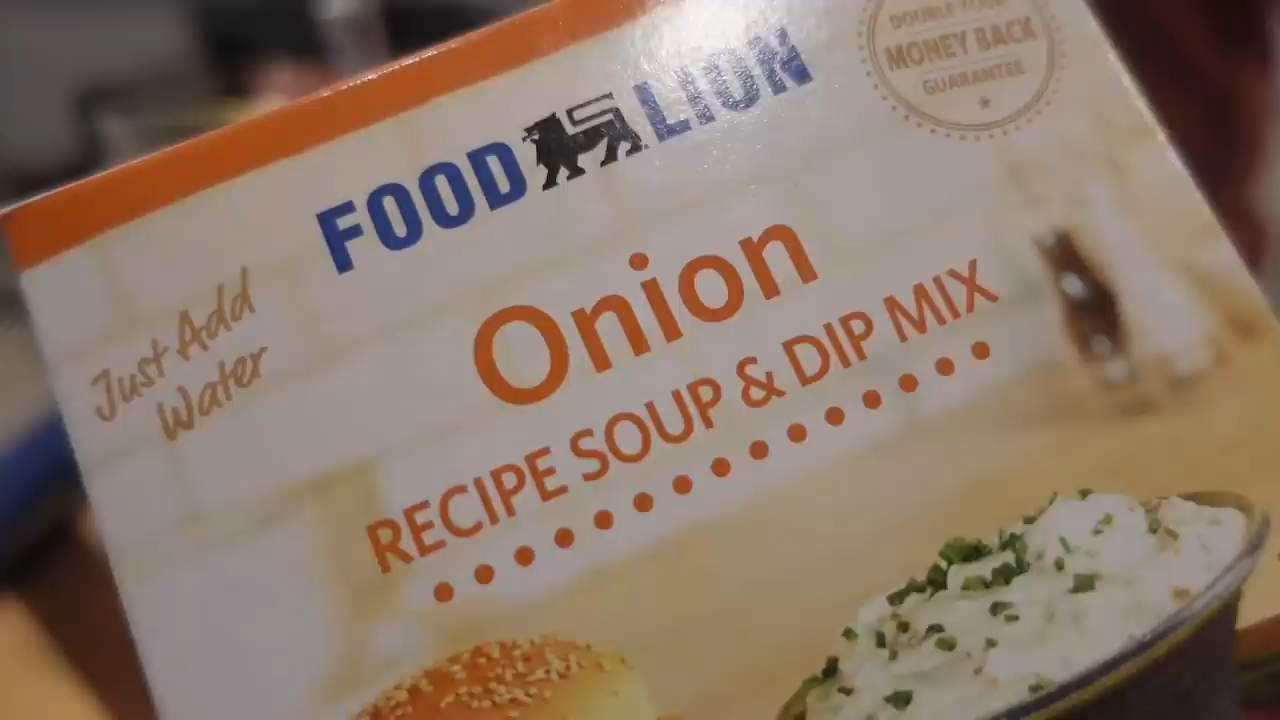 DOUBLE YOUR
MONEY BACK
GUARANTEE
FOOD LION
Just Add
Water
Onion
RECIPE SOUP & DIP MIX